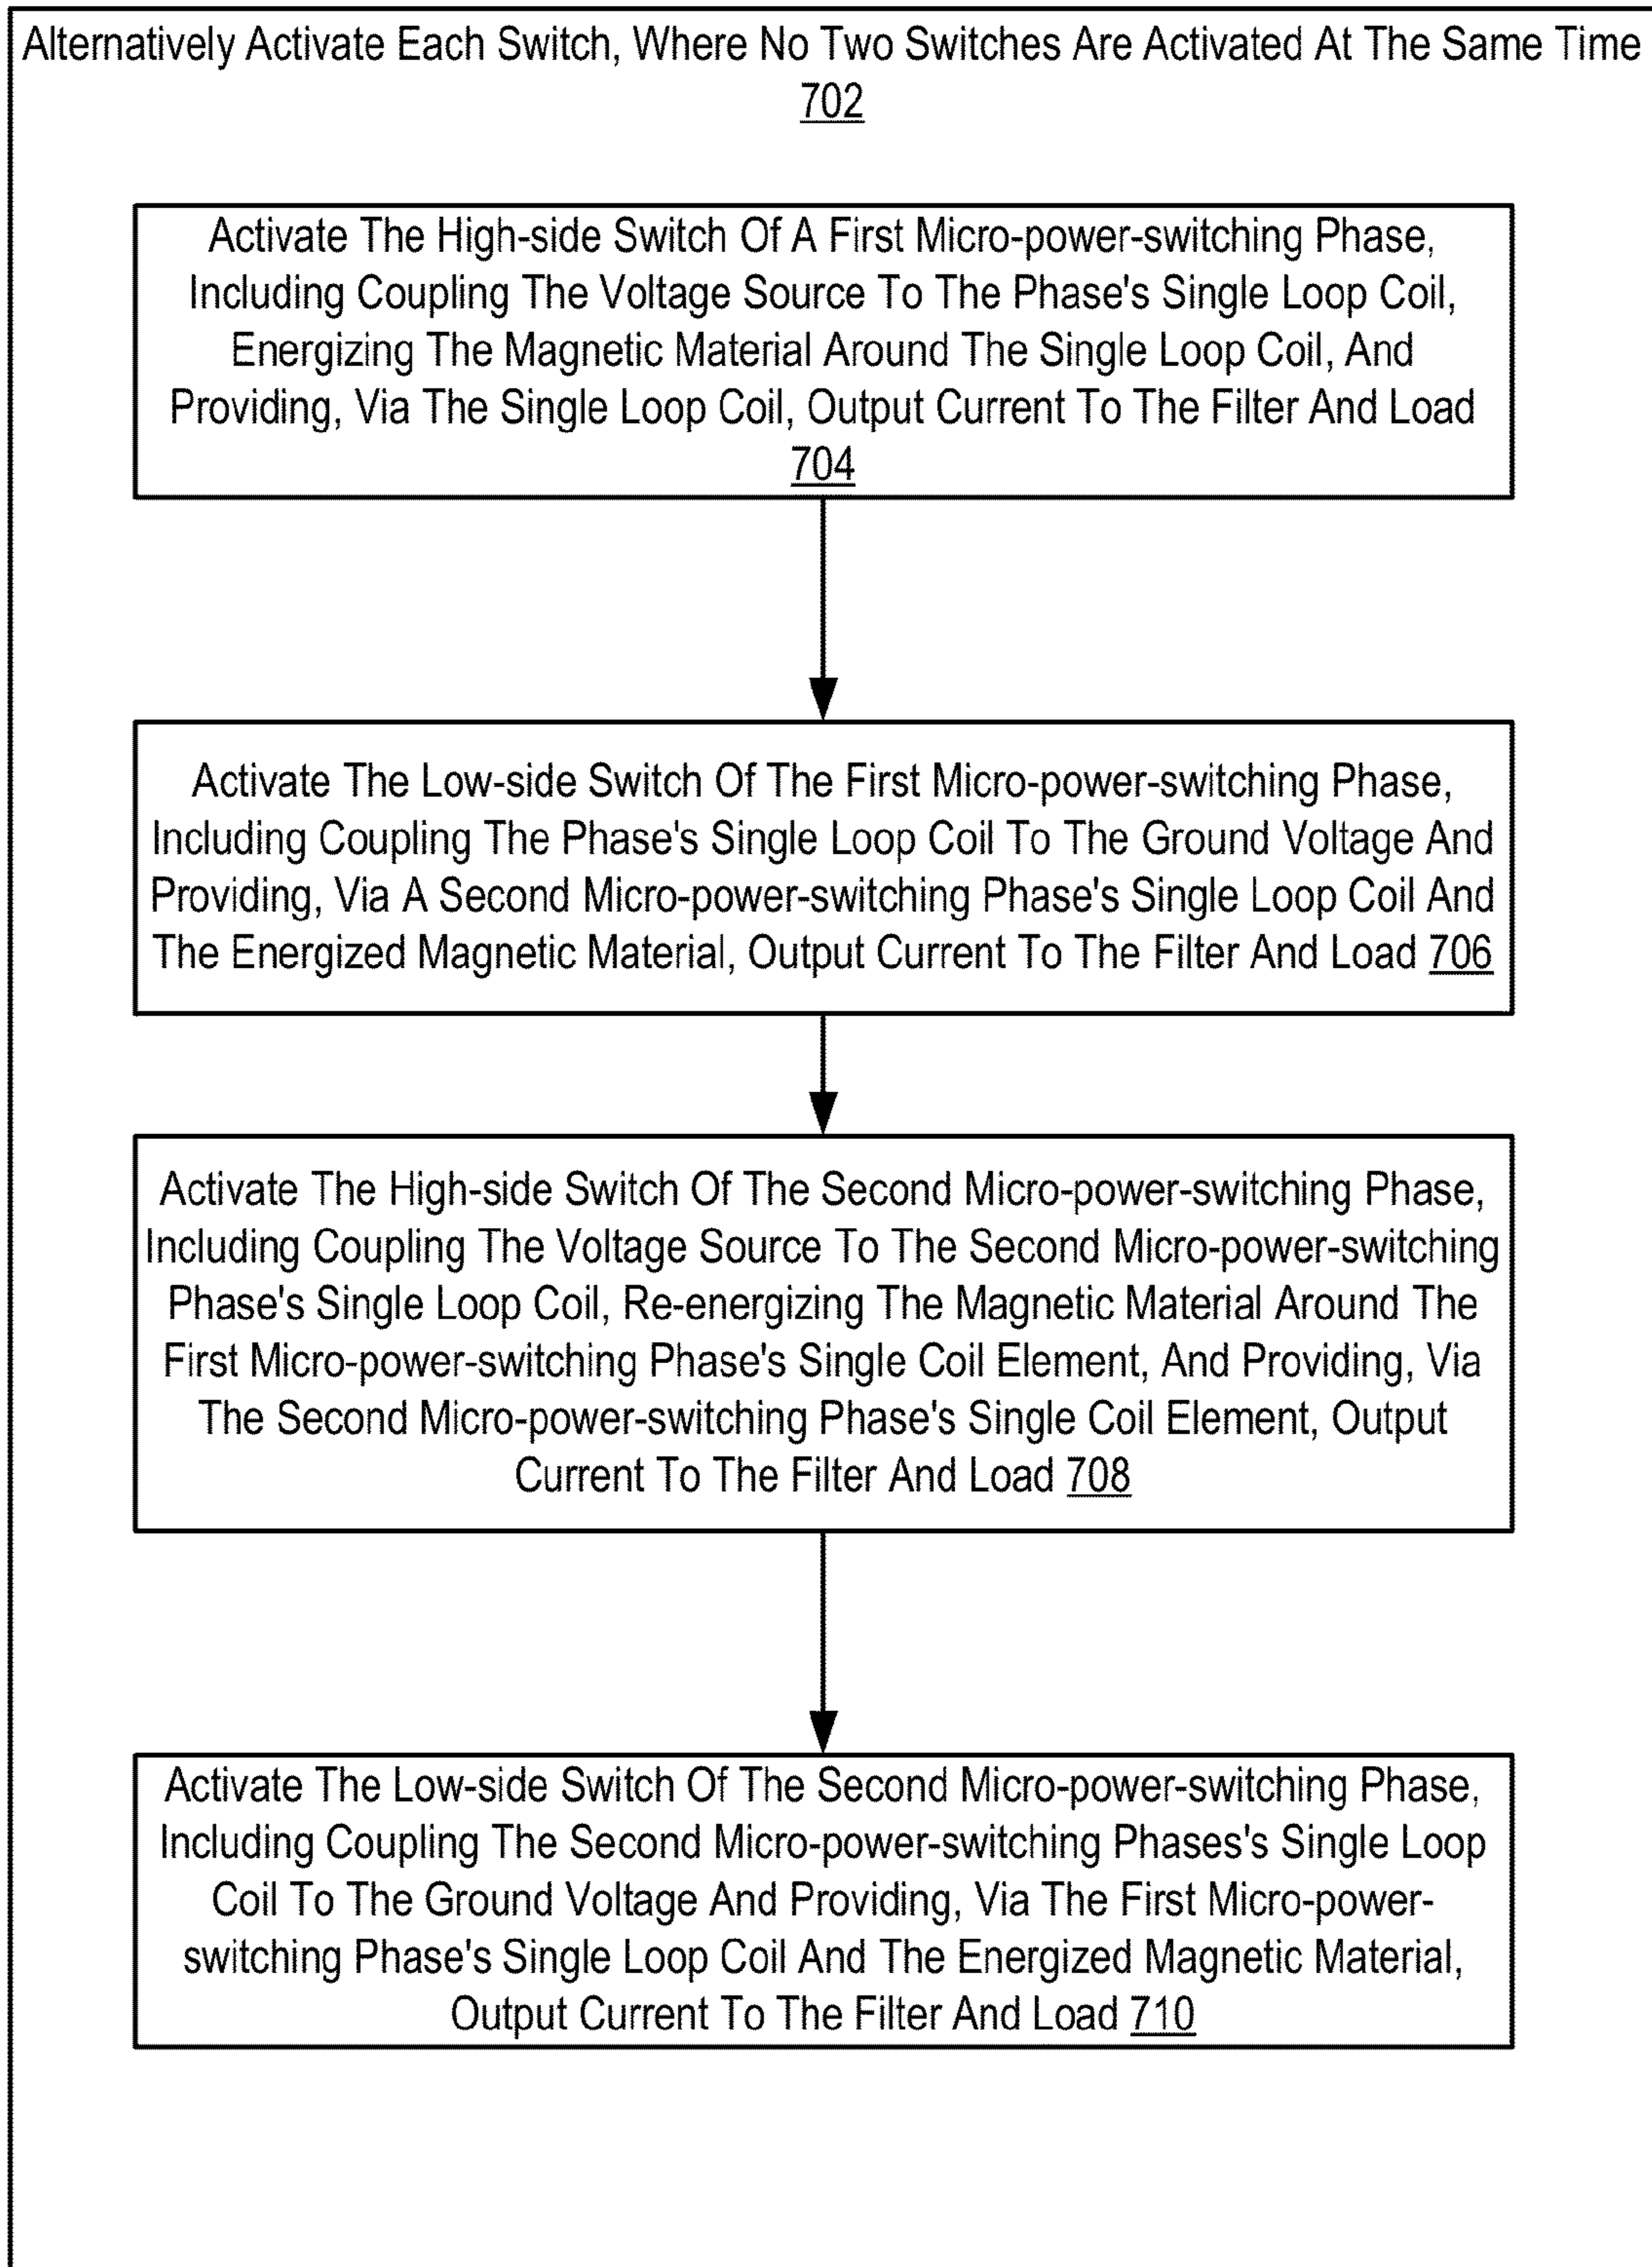 Alternatively Activate Each Switch, Where No Two Switches Are Activated At The Same Time
702
Activate The High-side Switch Of A First Micro-power-switching Phase,
Including Coupling The Voltage Source To The Phase's Single Loop Coil,
Energizing The Magnetic Material Around The Single Loop Coil, And
Providing, Via The Single Loop Coil, Output Current To The Filter And Load
704
Activate The Low-side Switch Of The First Micro-power-switching Phase,
Including Coupling The Phase's Single Loop Coil To The Ground Voltage And
Providing, Via A Second Micro-power-switching Phase's Single Loop Coil And
The Energized Magnetic Material, Output Current To The Filter And Load 706
Activate The High-side Switch Of The Second Micro-power-switching Phase,
Including Coupling The Voltage Source To The Second Micro-power-switching
Phase's Single Loop Coil, Re-energizing The Magnetic Material Around The
First Micro-power-switching Phase's Single Coil Element, And Providing, Via
The Second Micro-power-switching Phase's Single Coil Element, Output
Current To The Filter And Load 708
Activate The Low-side Switch Of The Second Micro-power-switching Phase,
Including Coupling The Second Micro-power-switching Phases's Single Loop
Coil To The Ground Voltage And Providing, Via The First Micro-power-
switching Phase's Single Loop Coil And The Energized Magnetic Material,
Output Current To The Filter And Load 710